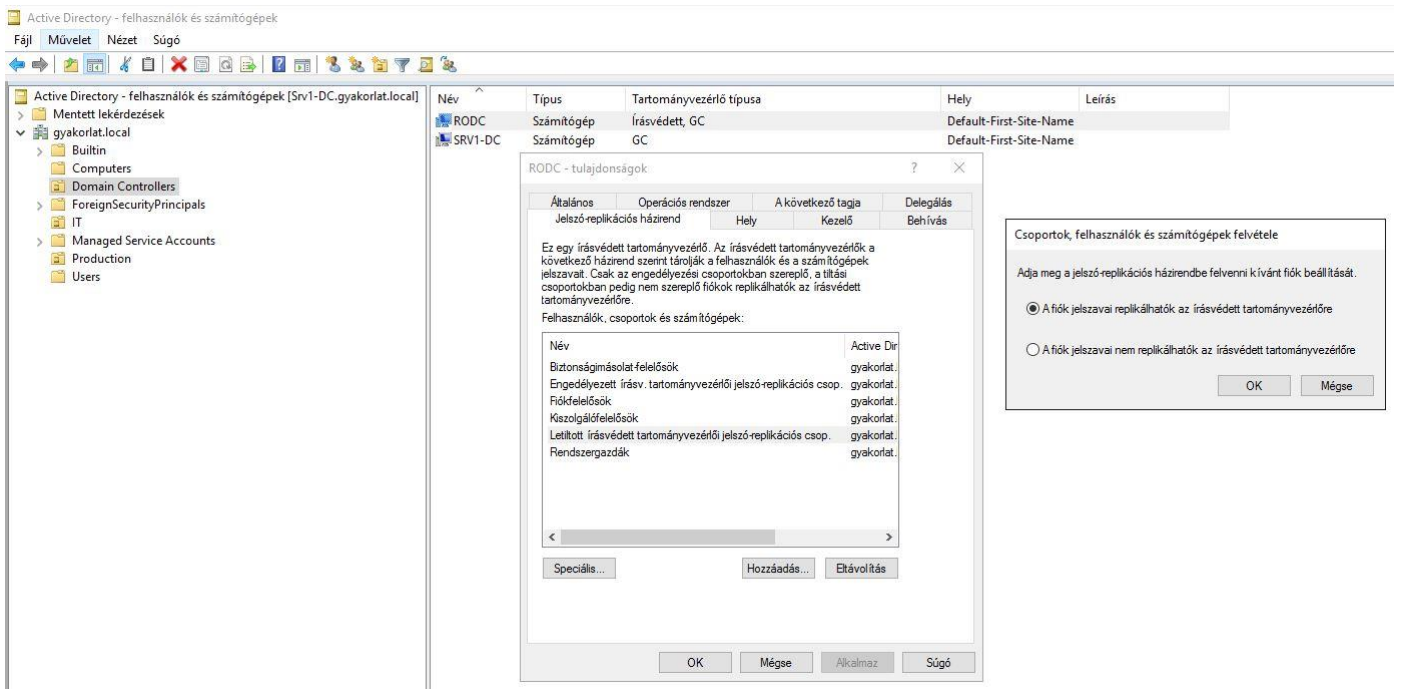 Active Directory - felhasználók és számítógépek
Fájl Művelet Nézet Súgó
Active Directory - felhasználók és számítógépek [Srv1-DC.gyakorlat.local]
Mentett lekérdezések
gyakorlat.local
Builtin
Computers
Domain Controllers
ForeignSecurityPrincipals
IT
Managed Service Accounts
Production
Users
Név Típus Tartományvezérlő típusa Hely Leírás
RODC Számítógép Írásvédett, GC Default-First-Site-Name
SRV1-DC Számítógép GC Default-First-Site-Name
RODC - tulajdonságok ?
Általános Operációs rendszer A következő tagja Delegálás
Jelszó-replikációs házirend Hely Kezelő Behívás
Ez egy írásvédett tartományvezérlő. Az írásvédett tartományvezérlők a
következő házirend szerint tárolják a felhasználók és a számítógépek
jelszavait. Csak az engedélyezési csoportokban szereplő, a tiltási
csoportokban pedig nem szereplő fiókok replikálhatók az írásvédett
tartományvezérlőre.
Felhasználók, csoportok és számítógépek:
Név Active Dir
Biztonságimásolat-felelősök gyakorlat.
Engedélyezett írásv. tartományvezérlői jelszó-replikációs csop. gyakorlat.
Fiókfelelősök gyakorlat.
Kiszolgálófelelősök gyakorlat.
Letiltott írásvédett tartományvezérlői jelszó-replikációs csop. gyakorlat.
Rendszergazdák gyakorlat.
Speciális... Hozzáadás... Eltávolítás
OK Mégse Alkalmaz Súgó
Csoportok, felhasználók és számítógépek felvétele
Adja meg a jelszó-replikációs házirendbe felvenni kívánt fiók beállítását.
A fiók jelszavai replikálhatók az írásvédett tartományvezérlőre
A fiók jelszavai nem replikálhatók az írásvédett tartományvezérlőre
OK Mégse